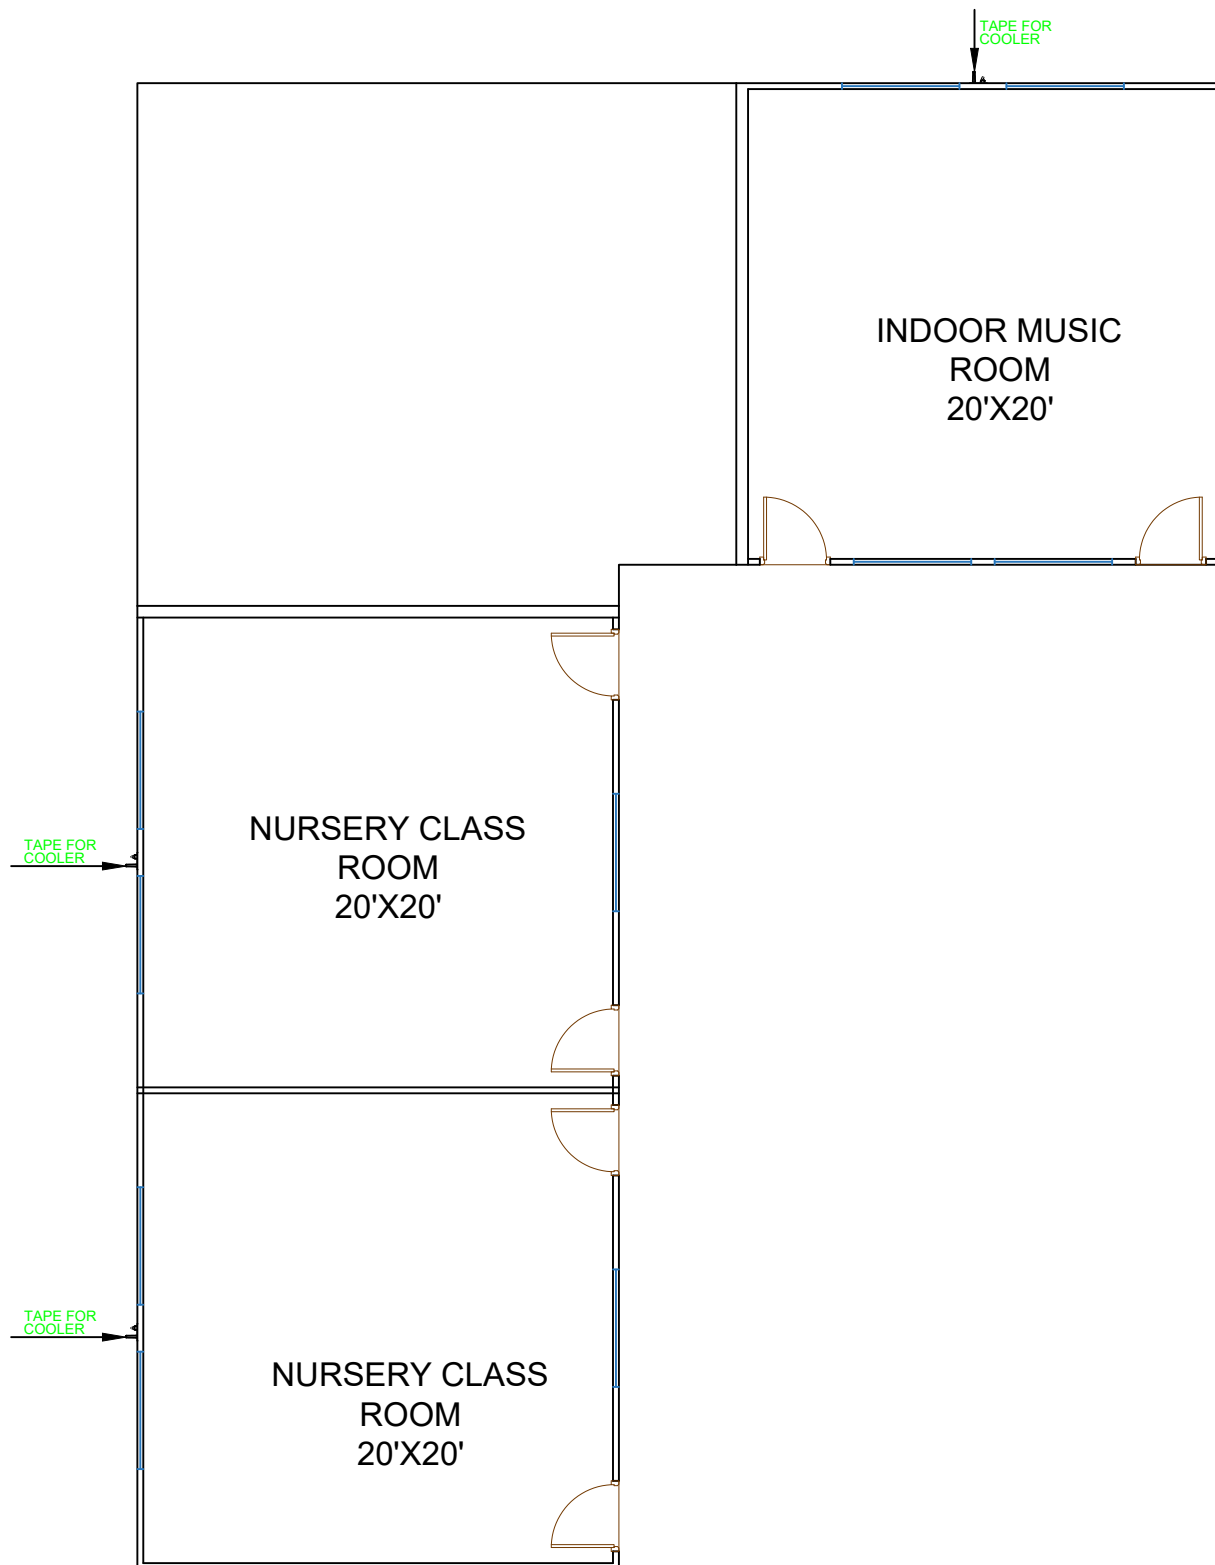 TAPE FOR
COOLER
INDOOR MUSIC
ROOM
20'X20'
NURSERY CLASS
ROOM
20'X20'
TAPE FOR
COOLER
TAPE FOR
COOLER
NURSERY CLASS
ROOM
20'X20'